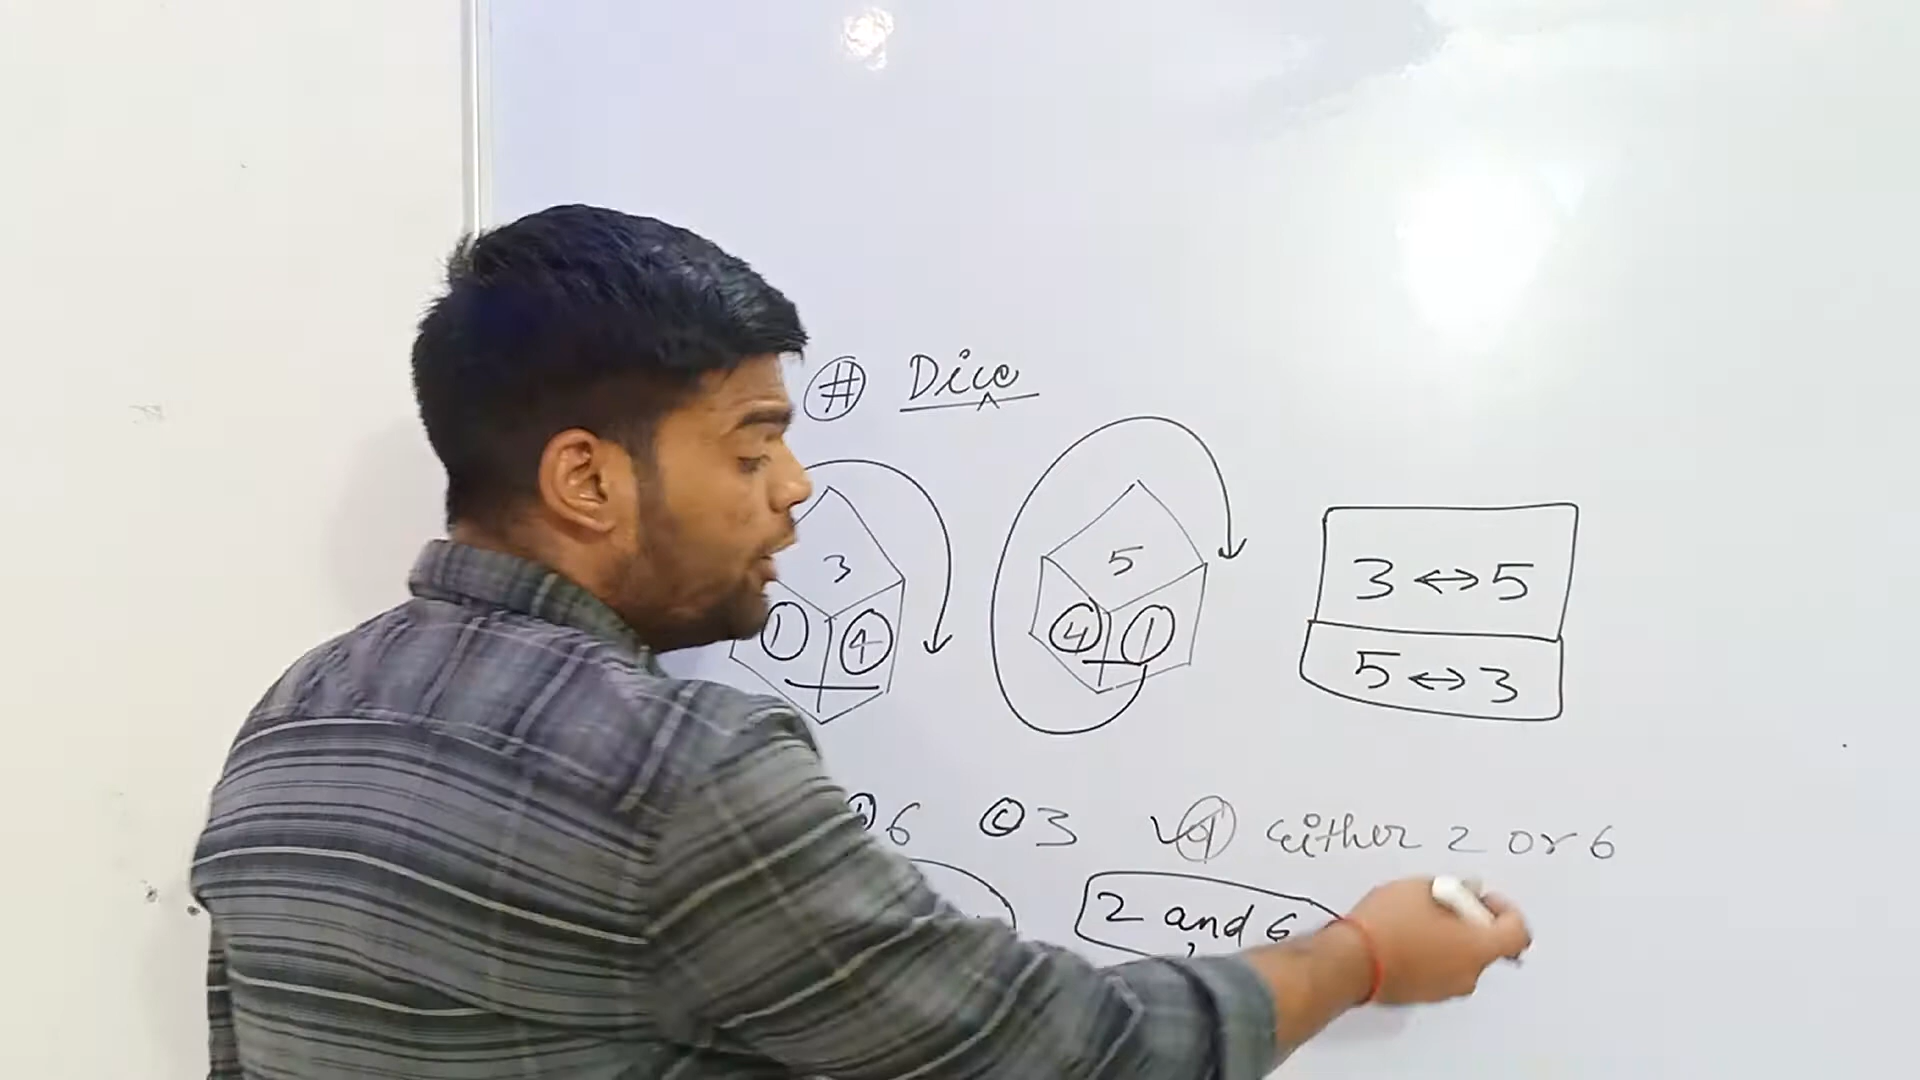 # Dice
3 5 3 ↔ 5
1 4 4 1 5 ↔ 3
6 c 3 d either 2 or 6
2 and 6